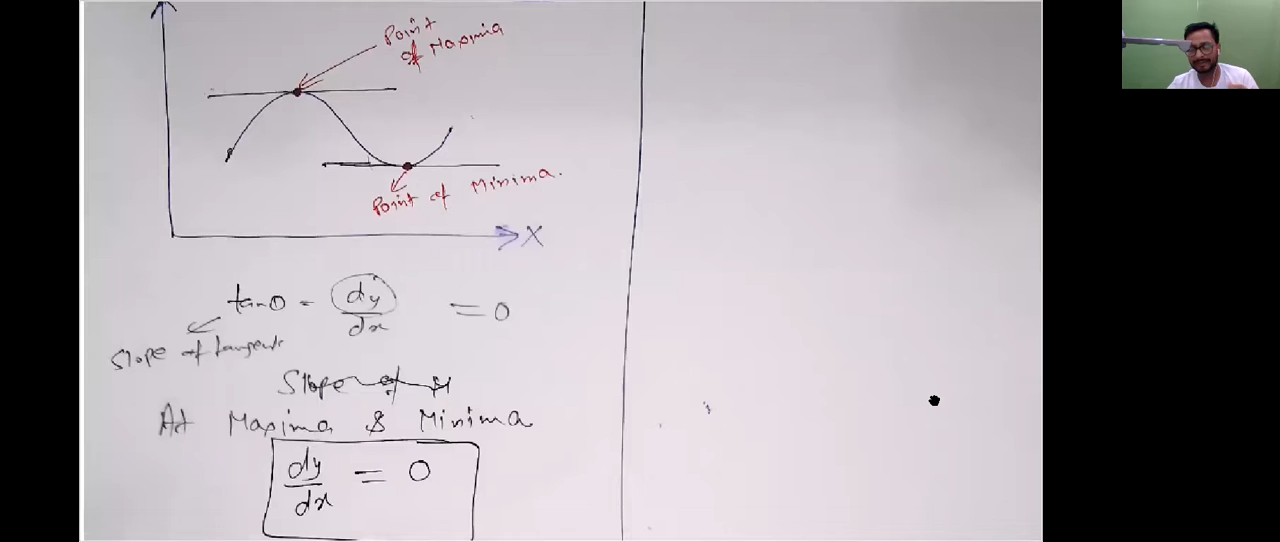 Point
of Maxima
Point of Minima.
X
tanθ = dy/dx = 0
Slope of tangent
Slope of M
At Maxima & Minima
dy/dx = 0